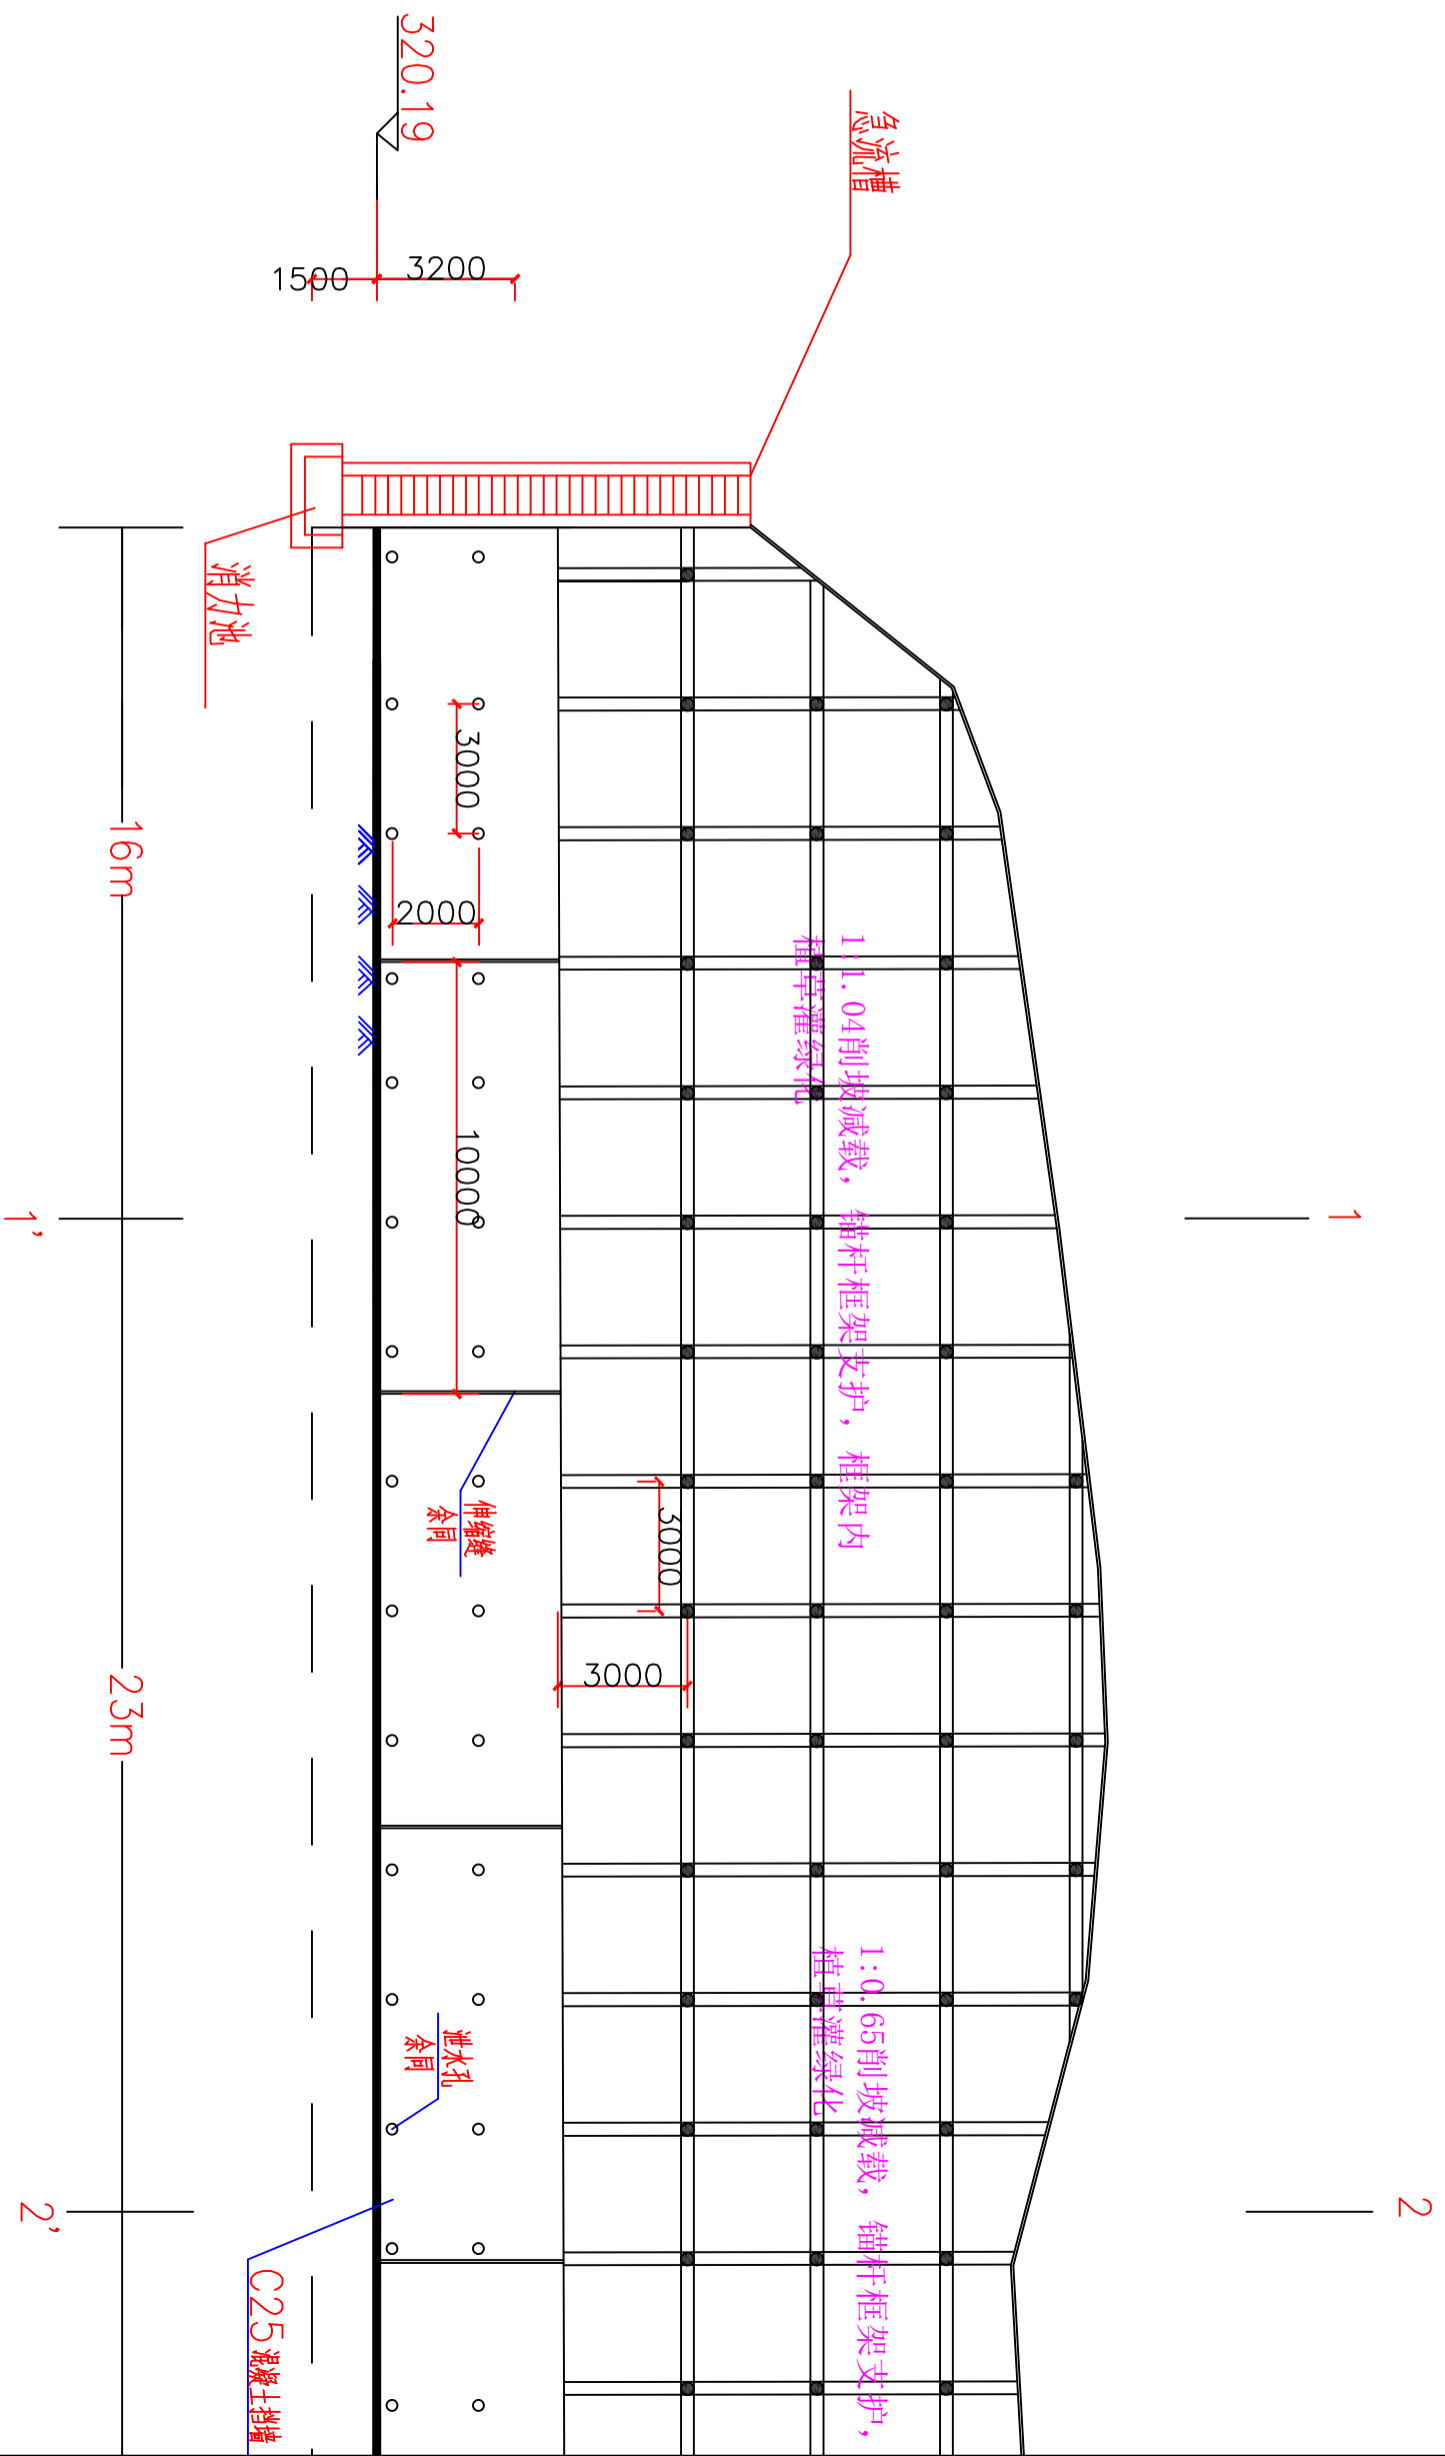 320.19
急流槽
1500
3200
消力池
3000
2000
16m
1:1.04削坡减载，锚杆框架支护，框架内
植草灌绿化
10000
1
1'
伸缩缝
余同
3000
3000
23m
1:0.65削坡减载，锚杆框架支护，
植草灌绿化
泄水孔
余同
2
2'
C25混凝土挡墙